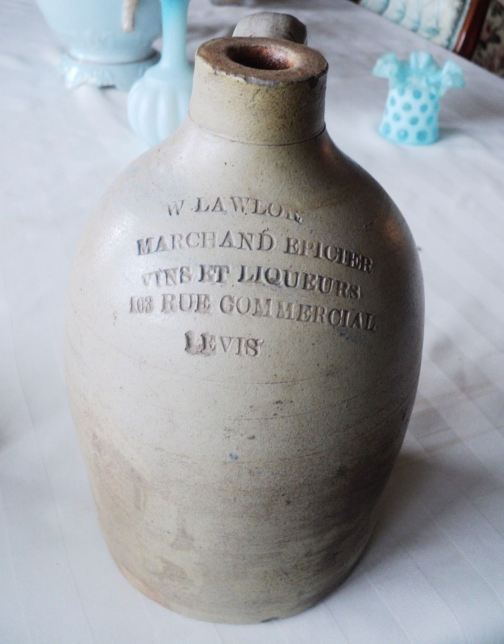 W LAWLOR
MARCHAND EPICIER
VINS ET LIQUEURS
103 RUE COMMERCIAL
LEVIS